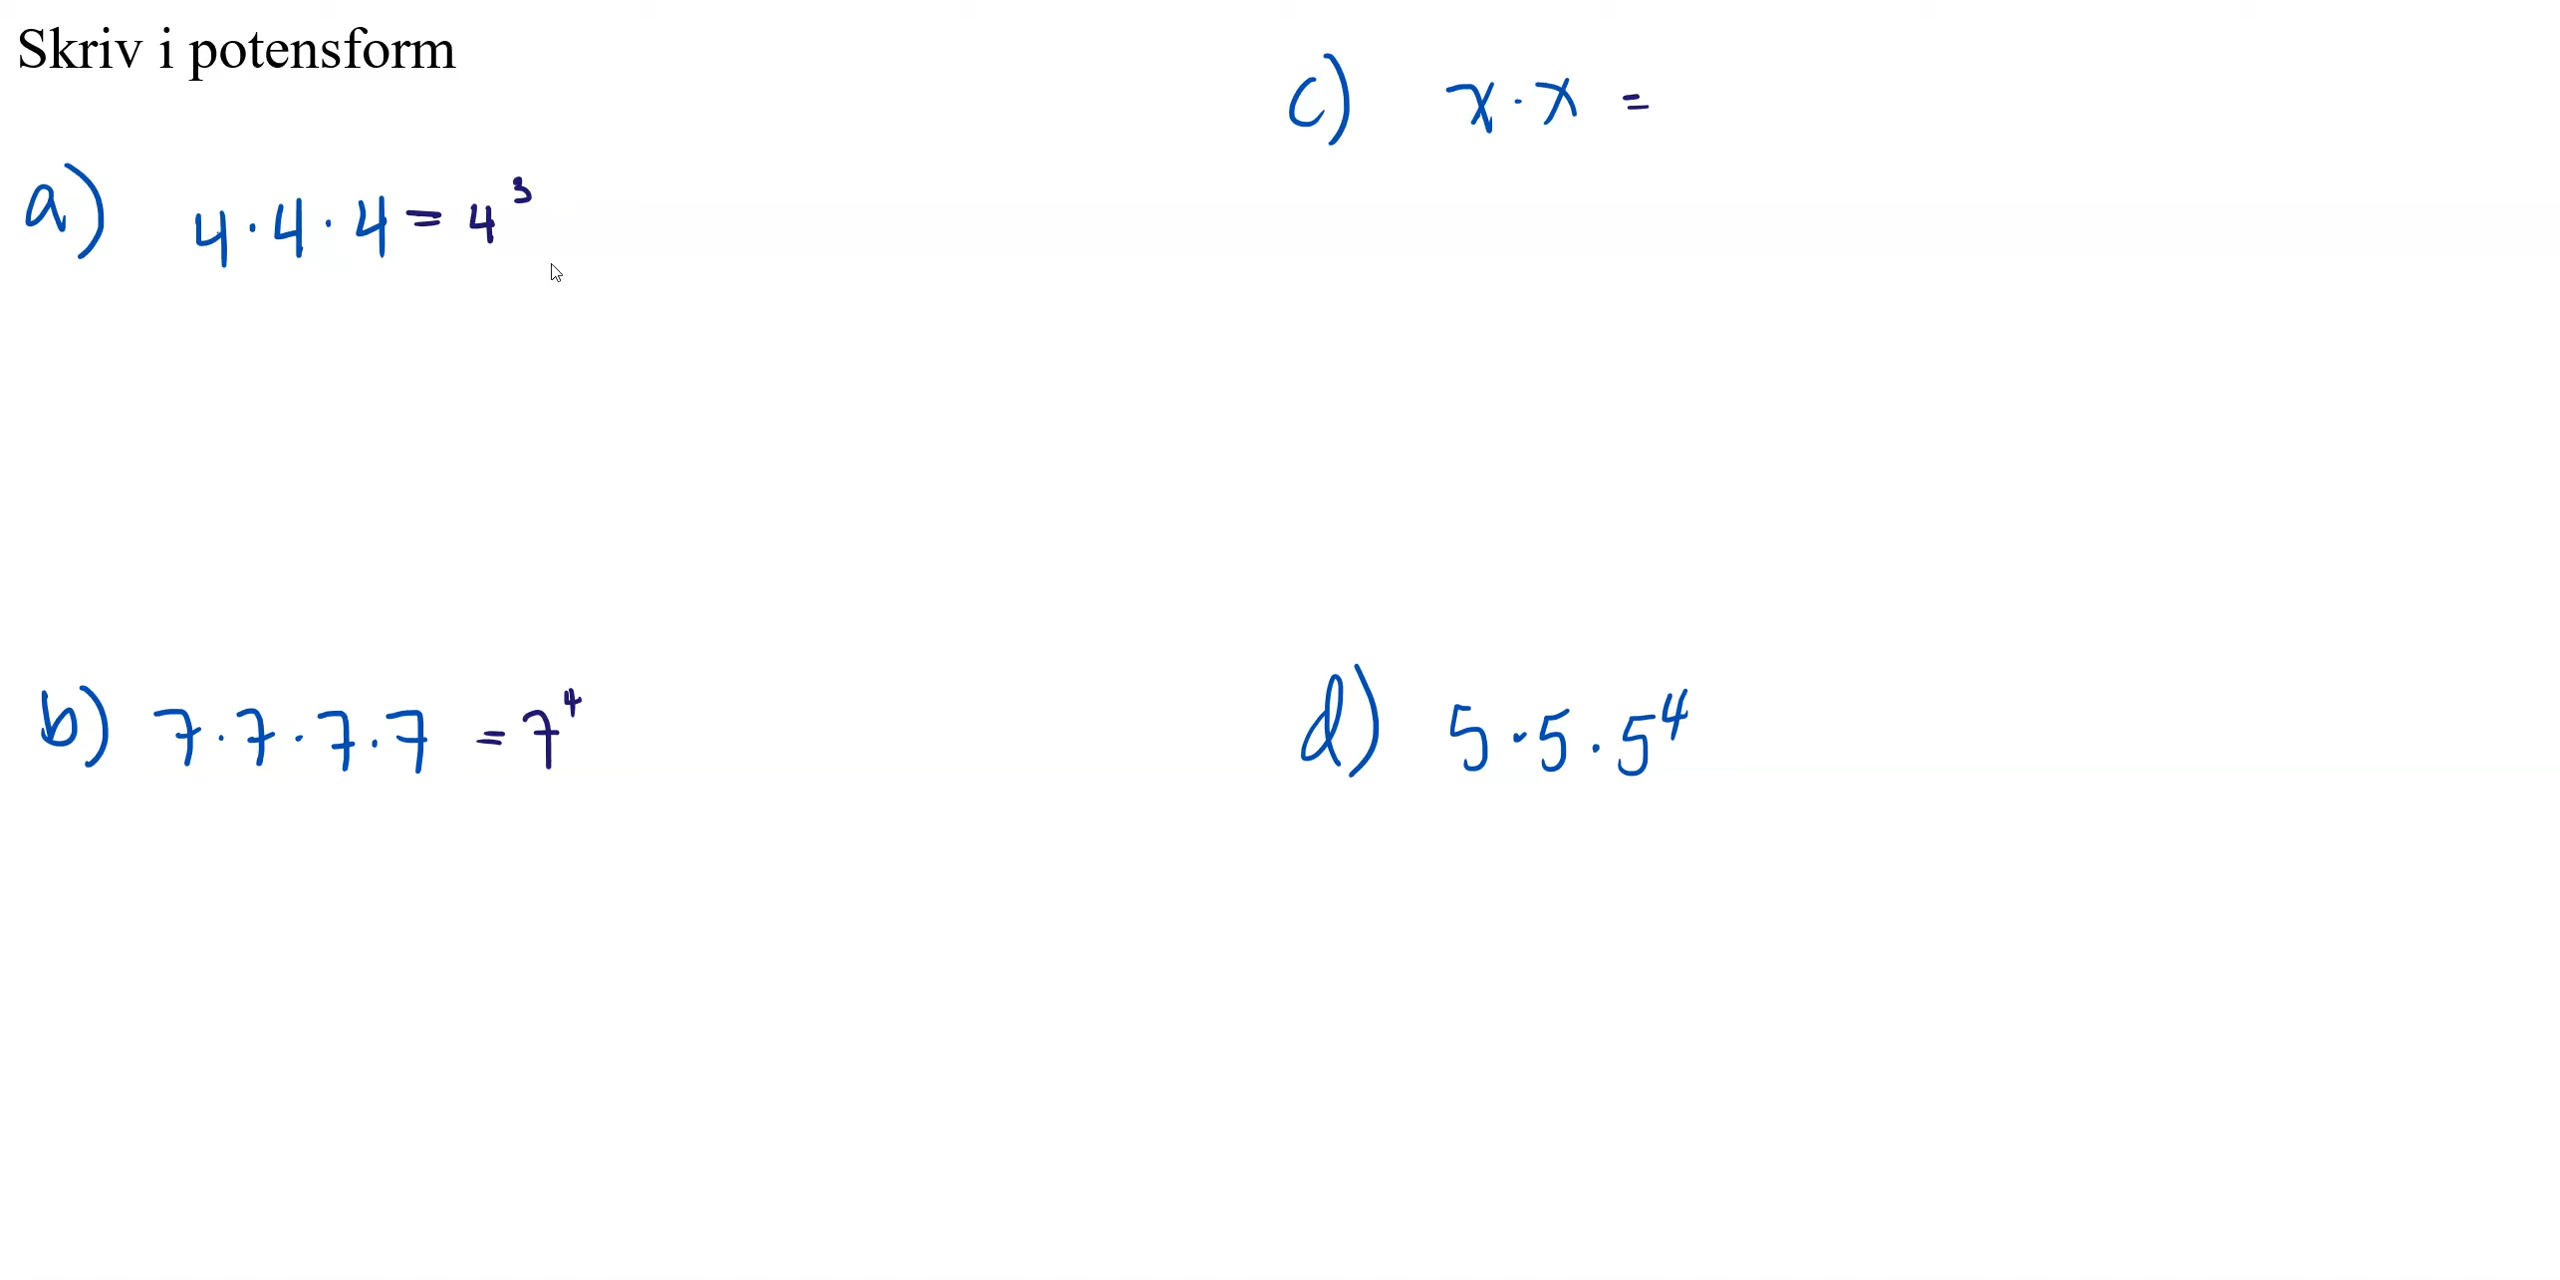 Skriv i potensform
a) 4·4·4 = 4³
b) 7·7·7·7 = 7⁴
c) x·x =
d) 5·5·5⁴